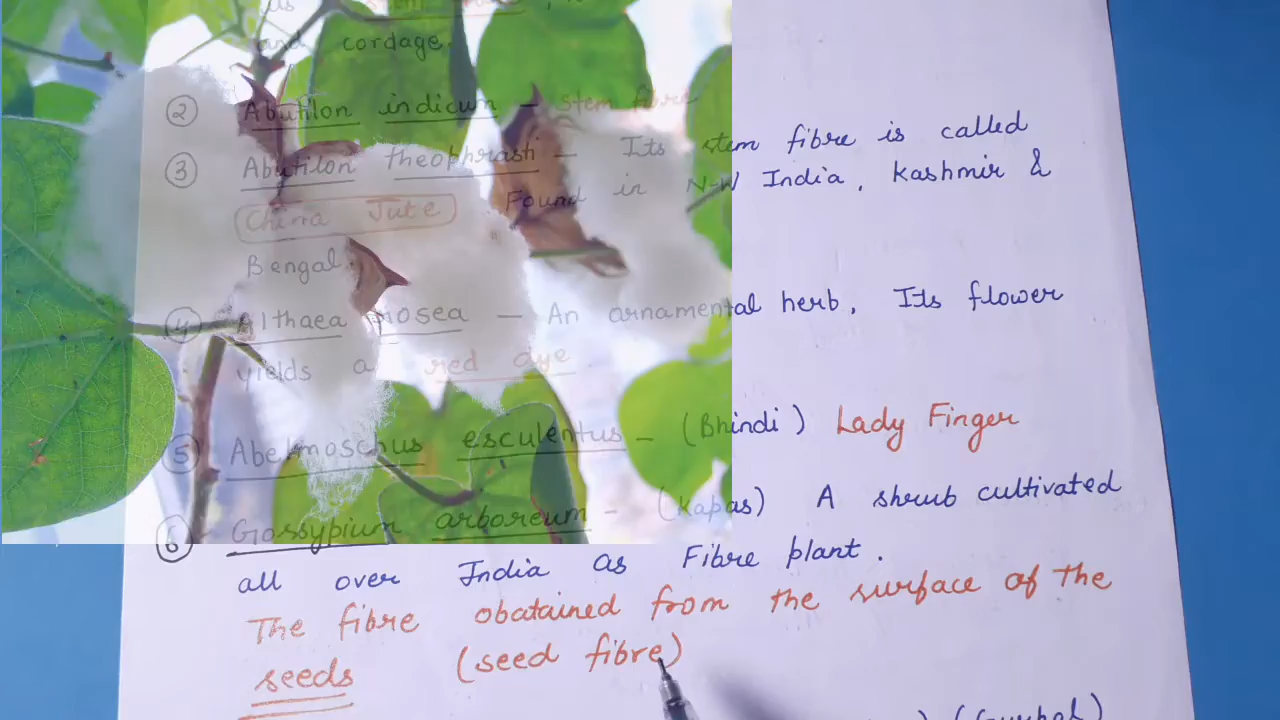 and cordage.
② Abutilon indicum – stem fibre
③ Abutilon theophrasti – Its stem fibre is called
China Jute Found in N-W India, Kashmir &
Bengal.
④ Althaea rosea – An ornamental herb. Its flower
yields a red dye
⑤ Abelmoschus esculentus – (Bhindi) Lady Finger
⑥ Gossypium arboreum – (Kapas) A shrub cultivated
all over India as Fibre plant.
The fibre obatained from the surface of the
seeds (seed fibre)